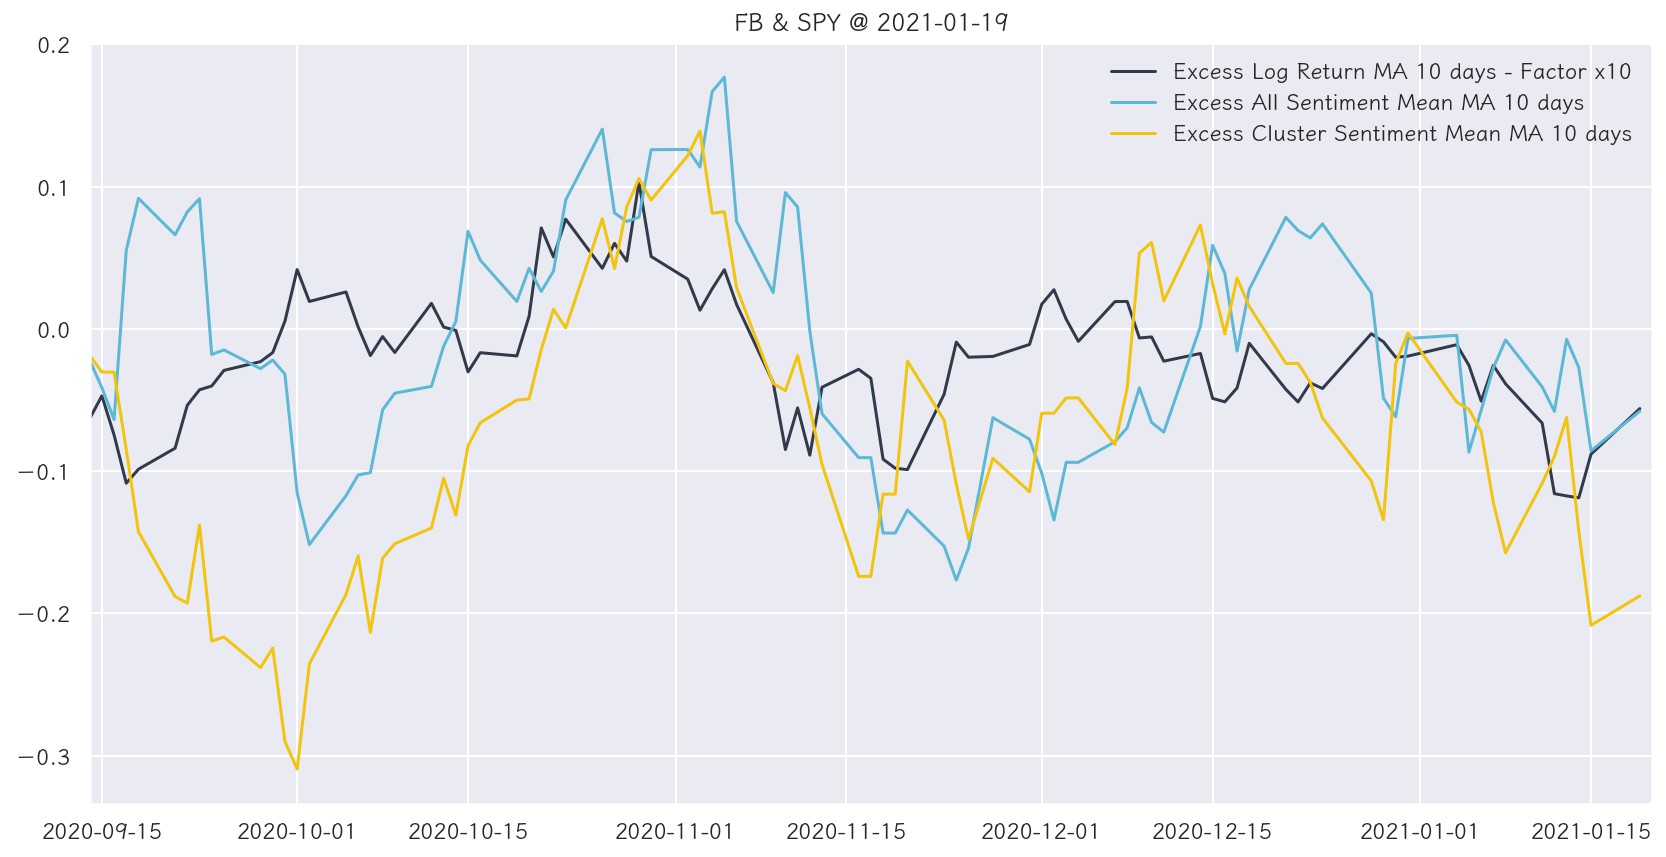 FB & SPY @ 2021-01-19
Excess Log Return MA 10 days - Factor x10
Excess All Sentiment Mean MA 10 days
Excess Cluster Sentiment Mean MA 10 days
0.2
0.1
0.0
−0.1
−0.2
−0.3
2020-09-15 2020-10-01 2020-10-15 2020-11-01 2020-11-15 2020-12-01 2020-12-15 2021-01-01 2021-01-15